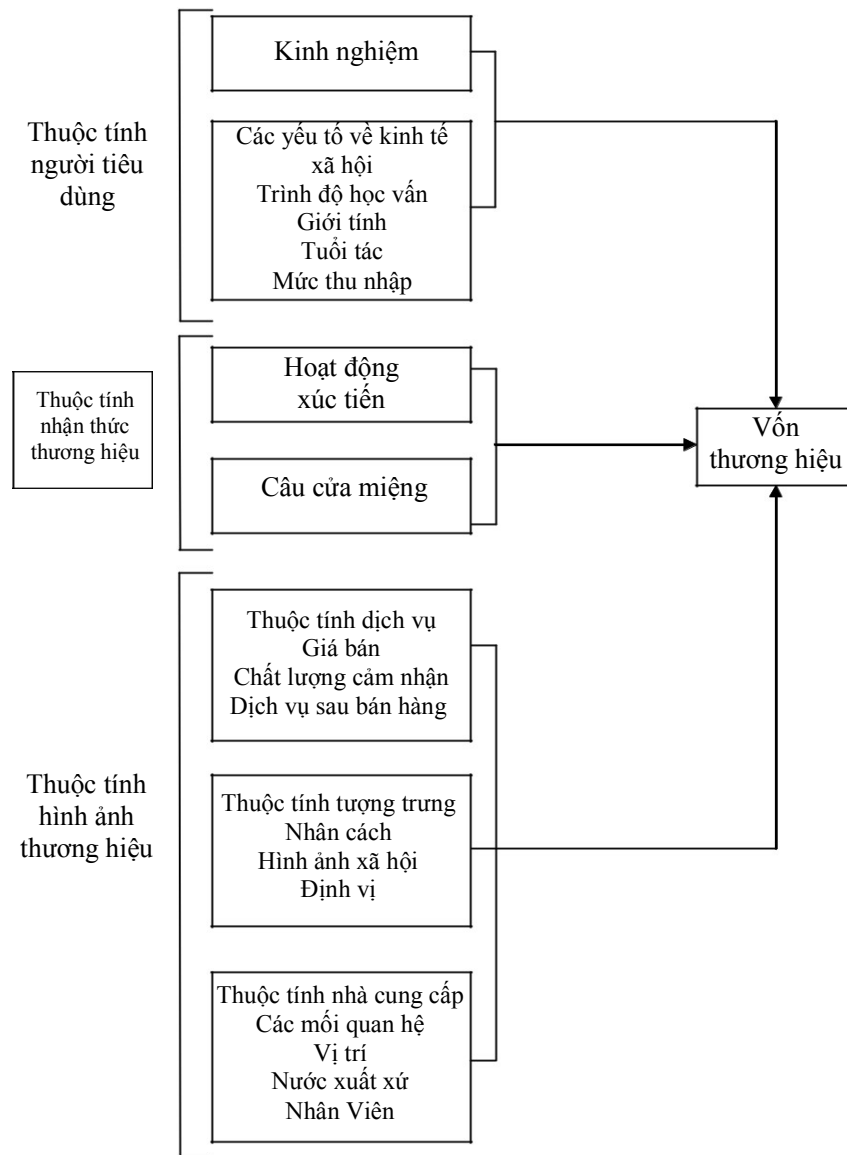 Thuộc tính
người tiêu
dùng
Kinh nghiệm
Các yếu tố về kinh tế
xã hội
Trình độ học vấn
Giới tính
Tuổi tác
Mức thu nhập
Thuộc tính
nhận thức
thương hiệu
Hoạt động
xúc tiến
Câu cửa miệng
Vốn
thương hiệu
Thuộc tính
hình ảnh
thương hiệu
Thuộc tính dịch vụ
Giá bán
Chất lượng cảm nhận
Dịch vụ sau bán hàng
Thuộc tính tượng trưng
Nhân cách
Hình ảnh xã hội
Định vị
Thuộc tính nhà cung cấp
Các mối quan hệ
Vị trí
Nước xuất xứ
Nhân Viên